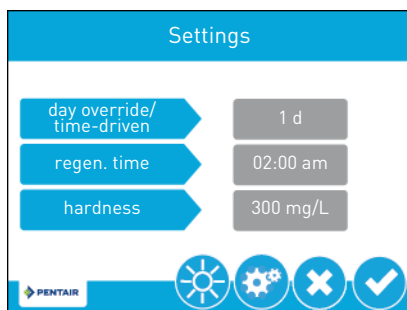 Settings
day override/
time-driven
1 d
regen. time
02:00 am
hardness
300 mg/L
PENTAIR